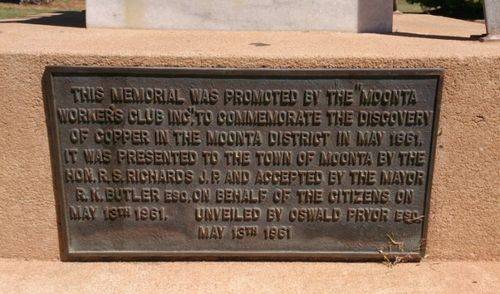 THIS MEMORIAL WAS PROMOTED BY THE "MOONTA
WORKERS CLUB INC" TO COMMEMORATE THE DISCOVERY
OF COPPER IN THE MOONTA DISTRICT IN MAY 1861.
IT WAS PRESENTED TO THE TOWN OF MOONTA BY THE
HON. R. S. RICHARDS J.P. AND ACCEPTED BY THE MAYOR
R. K. BUTLER ESQ. ON BEHALF OF THE CITIZENS ON
MAY 13TH 1961. UNVEILED BY OSWALD PRYOR ESQ.
MAY 13TH 1961